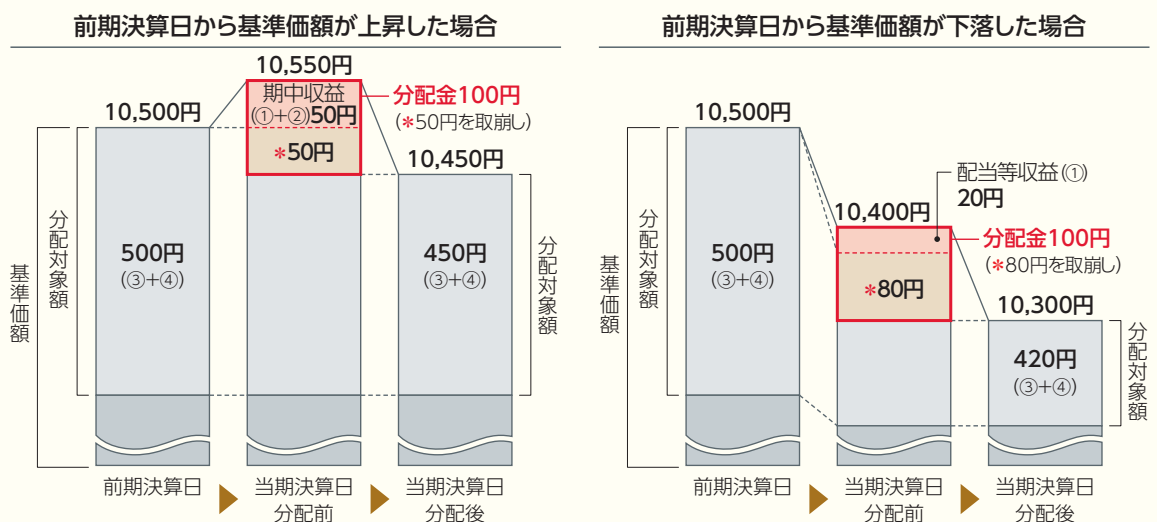 前期決算日から基準価額が上昇した場合
10,550円
期中収益
(①+②)50円
分配金100円
(*50円を取崩し)
10,500円
*50円
10,450円
500円
(③+④)
450円
(③+④)
分配対象額
基準価額
分配対象額
前期決算日
当期決算日
分配前
当期決算日
分配後
前期決算日から基準価額が下落した場合
10,500円
配当等収益(①)
20円
10,400円
分配金100円
(*80円を取崩し)
500円
(③+④)
*80円
10,300円
420円
(③+④)
分配対象額
基準価額
分配対象額
前期決算日
当期決算日
分配前
当期決算日
分配後